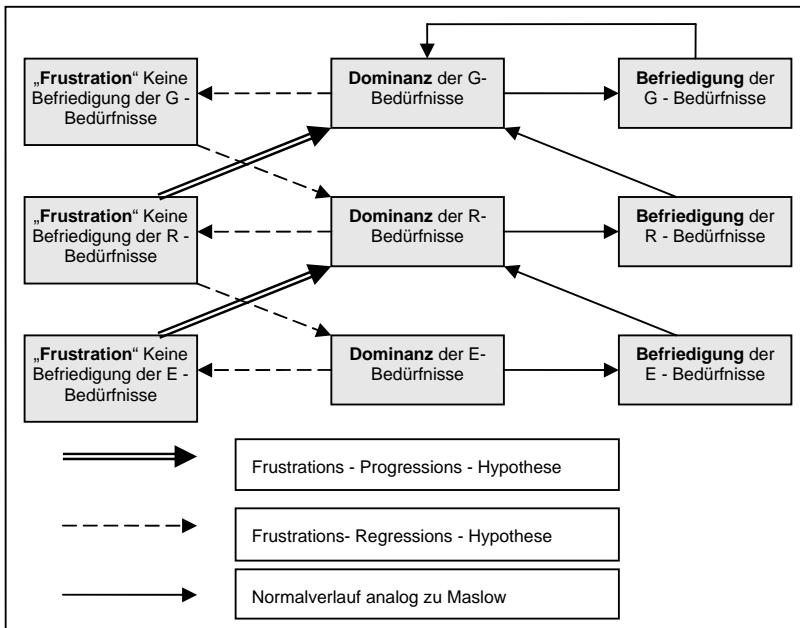 „Frustration“ Keine
Befriedigung der G -
Bedürfnisse
Dominanz der G-
Bedürfnisse
Befriedigung der
G - Bedürfnisse
„Frustration“ Keine
Befriedigung der R -
Bedürfnisse
Dominanz der R-
Bedürfnisse
Befriedigung der
R - Bedürfnisse
„Frustration“ Keine
Befriedigung der E -
Bedürfnisse
Dominanz der E-
Bedürfnisse
Befriedigung der
E - Bedürfnisse
Frustrations - Progressions - Hypothese
Frustrations- Regressions - Hypothese
Normalverlauf analog zu Maslow